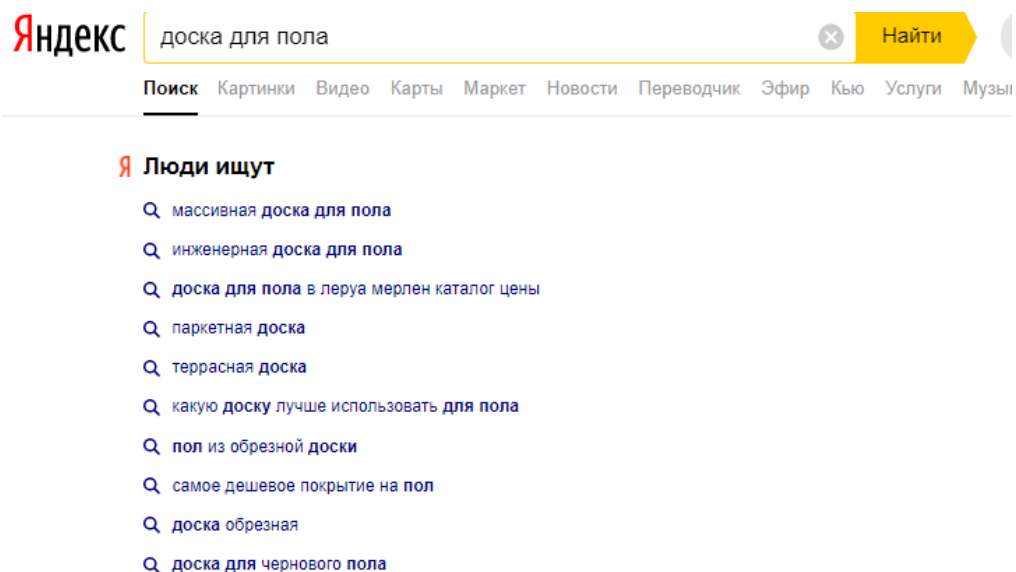 Яндекс доска для пола Найти
Поиск Картинки Видео Карты Маркет Новости Переводчик Эфир Кью Услуги
Я Люди ищут
массивная доска для пола
инженерная доска для пола
доска для пола в леруа мерлен каталог цены
паркетная доска
террасная доска
какую доску лучше использовать для пола
пол из обрезной доски
самое дешевое покрытие на пол
доска обрезная
доска для чернового пола